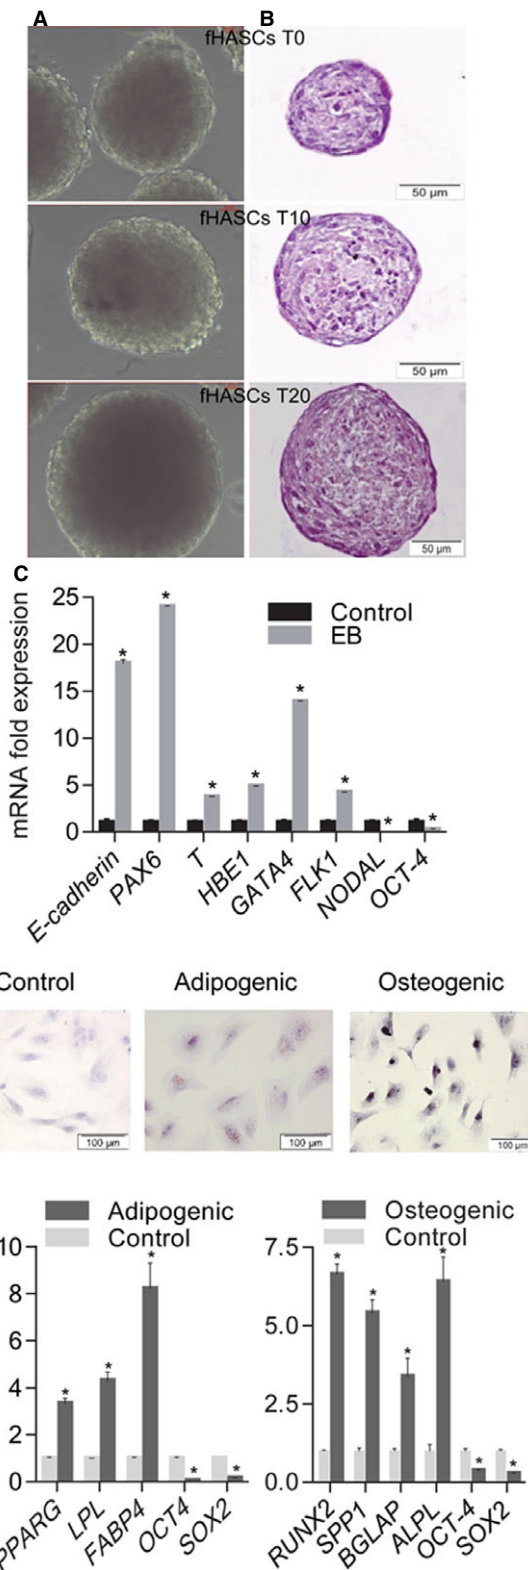 A B
fHASCs T0
50 µm
fHASCs T10
50 µm
fHASCs T20
50 µm
C
25
20
15
10
5
0
mRNA fold expression
Control
EB
* * * * * * * *
E-cadherin PAX6 T HBE1 GATA4 FLK1 NODAL OCT-4
Control Adipogenic Osteogenic
100 µm 100 µm 100 µm
Adipogenic
Control
10
8
6
4
2
0
* * * * *
PPARG LPL FABP4 OCT4 SOX2
Osteogenic
Control
7.5
5.0
2.5
0.0
* * * * * *
RUNX2 SPP1 BGLAP ALPL OCT-4 SOX2